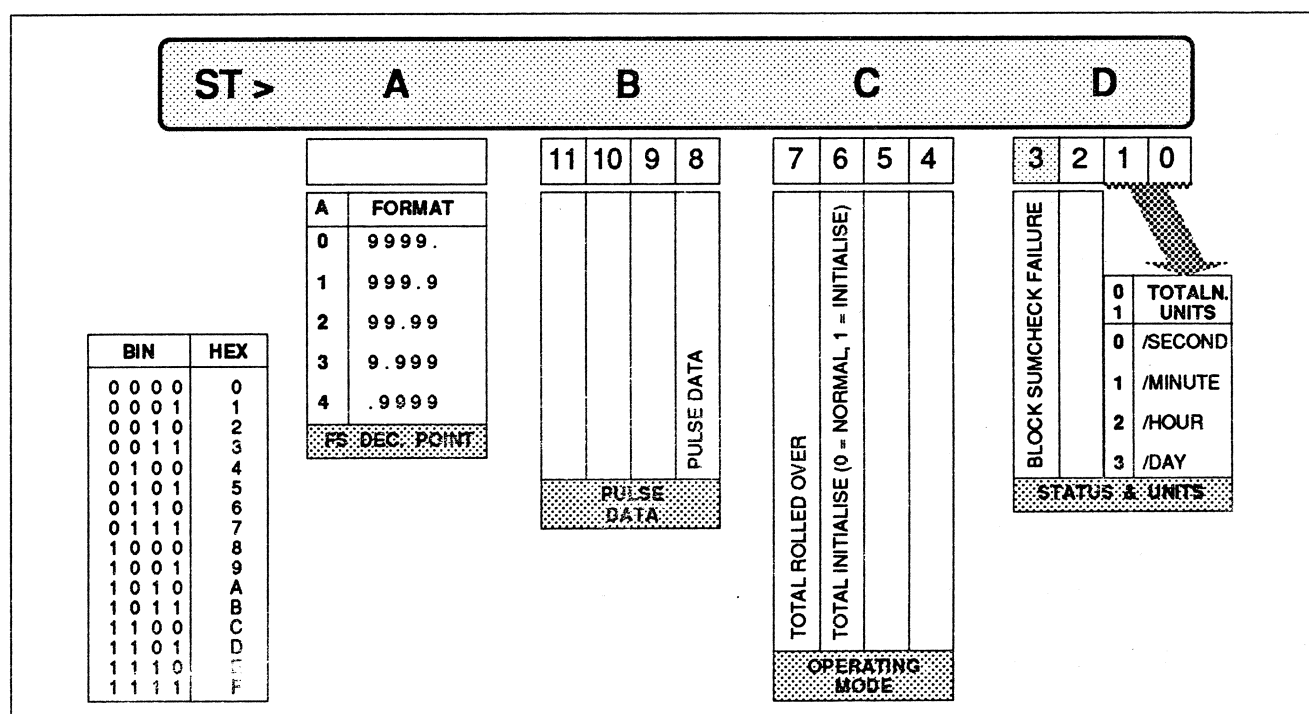 ST > A B C D
11 10 9 8
7 6 5 4
3 2 1 0
A FORMAT
0 9999.
1 999.9
2 99.99
3 9.999
4 .9999
FS DEC. POINT
PULSE DATA
PULSE
DATA
TOTAL ROLLED OVER
TOTAL INITIALISE (0 = NORMAL, 1 = INITIALISE)
OPERATING
MODE
BLOCK SUMCHECK FAILURE
0 TOTALN.
1 UNITS
0 /SECOND
1 /MINUTE
2 /HOUR
3 /DAY
STATUS & UNITS
BIN HEX
0 0 0 0 0
0 0 0 1 1
0 0 1 0 2
0 0 1 1 3
0 1 0 0 4
0 1 0 1 5
0 1 1 0 6
0 1 1 1 7
1 0 0 0 8
1 0 0 1 9
1 0 1 0 A
1 0 1 1 B
1 1 0 0 C
1 1 0 1 D
1 1 1 0 E
1 1 1 1 F